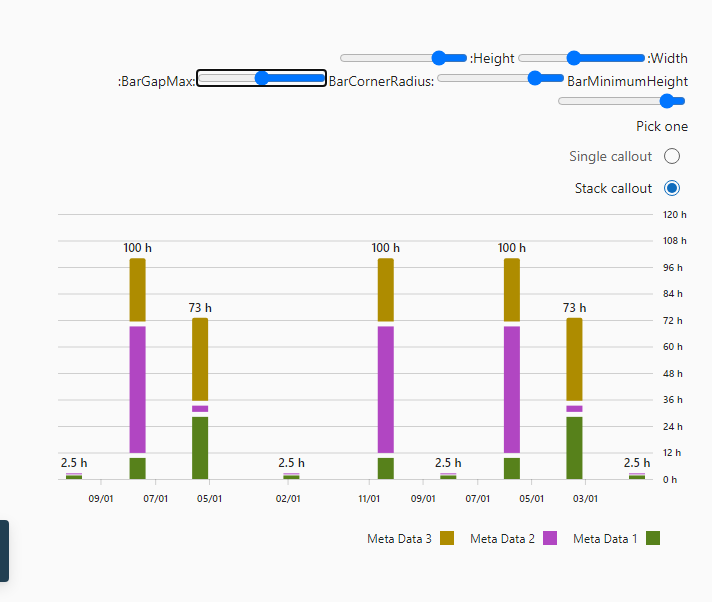 :Height :Width
:BarGapMax: BarCornerRadius: BarMinimumHeight
Pick one
Single callout
Stack callout
120 h
108 h
96 h
84 h
72 h
60 h
48 h
36 h
24 h
12 h
0 h
100 h 100 h 100 h
73 h 73 h
2.5 h 2.5 h 2.5 h 2.5 h
09/01 07/01 05/01 02/01 11/01 09/01 07/01 05/01 03/01
Meta Data 3 Meta Data 2 Meta Data 1